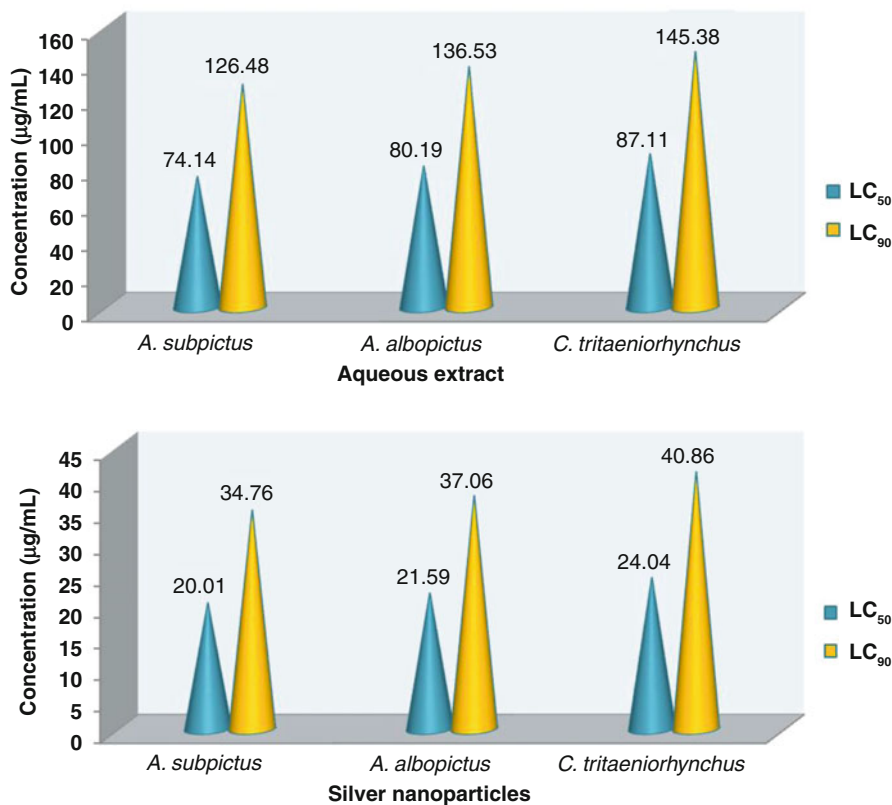 Concentration (µg/mL)
160
140
120
100
80
60
40
20
0
74.14
126.48
80.19
136.53
87.11
145.38
A. subpictus
A. albopictus
C. tritaeniorhynchus
Aqueous extract
LC50
LC90
Concentration (µg/mL)
45
40
35
30
25
20
15
10
5
0
20.01
34.76
21.59
37.06
24.04
40.86
A. subpictus
A. albopictus
C. tritaeniorhynchus
Silver nanoparticles
LC50
LC90